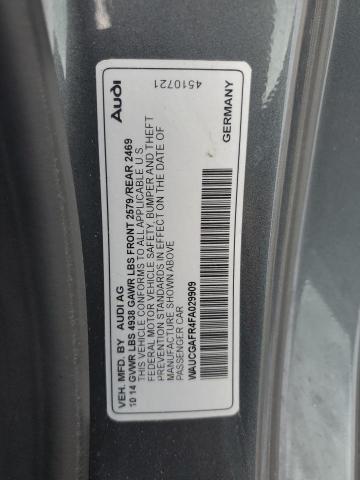 Audi
4510721
GERMANY
VEH. MFD. BY AUDI AG
10 14 GVWR LBS 4938 GAWR LBS FRONT 2579/REAR 2469
THIS VEHICLE CONFORMS TO ALL APPLICABLE U.S.
FEDERAL MOTOR VEHICLE SAFETY, BUMPER AND THEFT
PREVENTION STANDARDS IN EFFECT ON THE DATE OF
MANUFACTURE SHOWN ABOVE
PASSENGER CAR
WAUCGAFR4FA029909